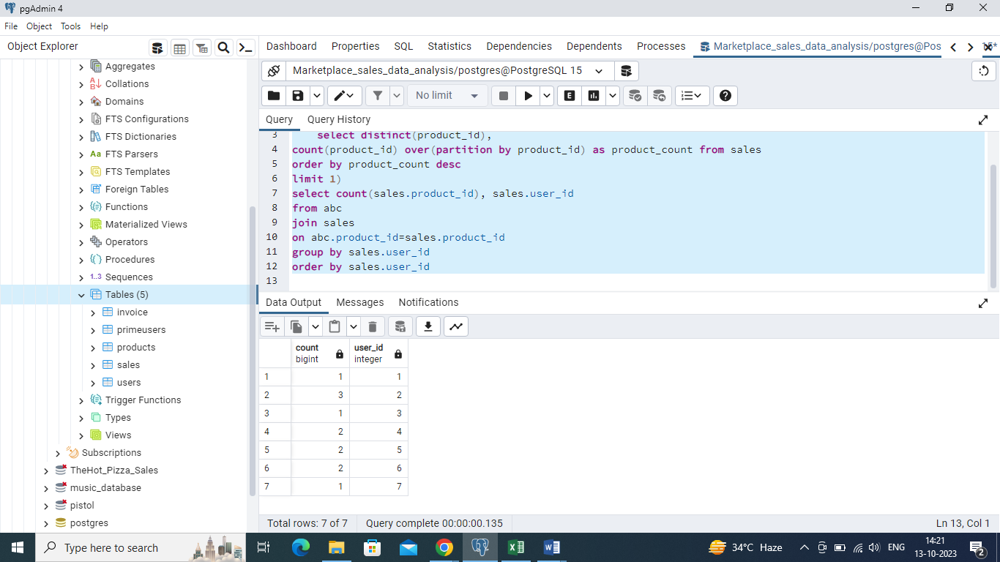 pgAdmin 4
File Object Tools Help
Object Explorer
Dashboard Properties SQL Statistics Dependencies Dependents Processes Marketplace_sales_data_analysis/postgres@Pos
Aggregates
Collations
Domains
FTS Configurations
FTS Dictionaries
Aa FTS Parsers
FTS Templates
Foreign Tables
Functions
Materialized Views
Operators
Procedures
1..3 Sequences
Tables (5)
invoice
primeusers
products
sales
users
Trigger Functions
Types
Views
Subscriptions
TheHot_Pizza_Sales
music_database
pistol
postgres
Marketplace_sales_data_analysis/postgres@PostgreSQL 15
No limit
E
Query Query History
3 select distinct(product_id),
4 count(product_id) over(partition by product_id) as product_count from sales
5 order by product_count desc
6 limit 1)
7 select count(sales.product_id), sales.user_id
8 from abc
9 join sales
10 on abc.product_id=sales.product_id
11 group by sales.user_id
12 order by sales.user_id
13
Data Output Messages Notifications
count user_id
bigint integer
1 1 1
2 3 2
3 1 3
4 2 4
5 2 5
6 2 6
7 1 7
Total rows: 7 of 7 Query complete 00:00:00.135 Ln 13, Col 1
Type here to search
34°C Haze
ENG
14:21
13-10-2023
2